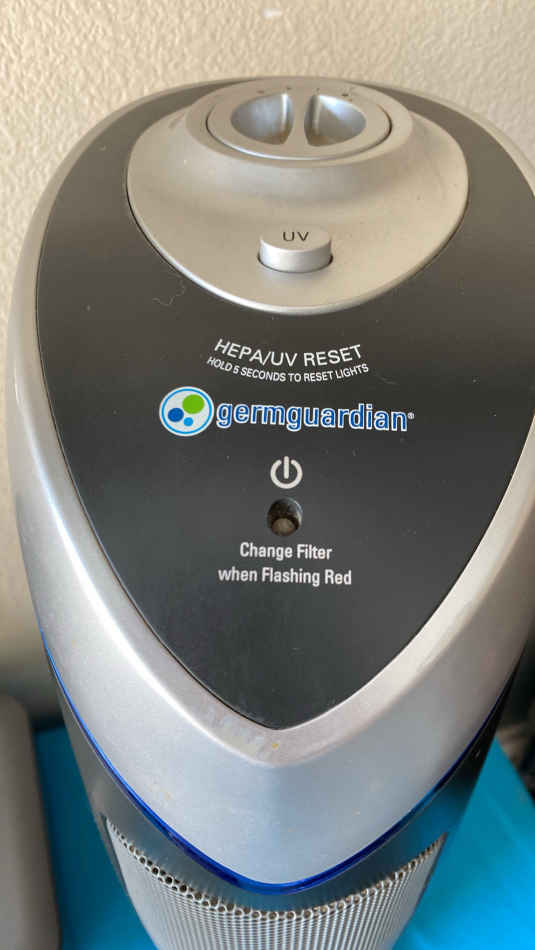 UV
HEPA/UV RESET
HOLD 5 SECONDS TO RESET LIGHTS
germguardian®
Change Filter
when Flashing Red